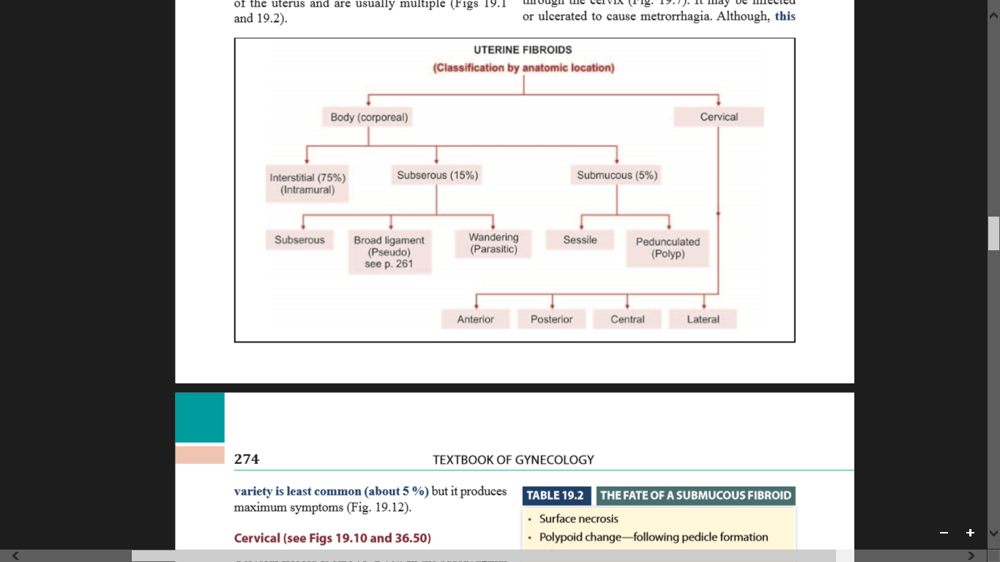 of the uterus and are usually multiple (Figs 19.1
and 19.2).
through the cervix (Fig. 19.7). It may be infected
or ulcerated to cause metrorrhagia. Although, this
UTERINE FIBROIDS
(Classification by anatomic location)
Body (corporeal)
Cervical
Interstitial (75%)
(Intramural)
Subserous (15%)
Submucous (5%)
Subserous
Broad ligament
(Pseudo)
see p. 261
Wandering
(Parasitic)
Sessile
Pedunculated
(Polyp)
Anterior
Posterior
Central
Lateral
274
TEXTBOOK OF GYNECOLOGY
variety is least common (about 5 %) but it produces
maximum symptoms (Fig. 19.12).
Cervical (see Figs 19.10 and 36.50)
TABLE 19.2 THE FATE OF A SUBMUCOUS FIBROID
• Surface necrosis
• Polypoid change—following pedicle formation